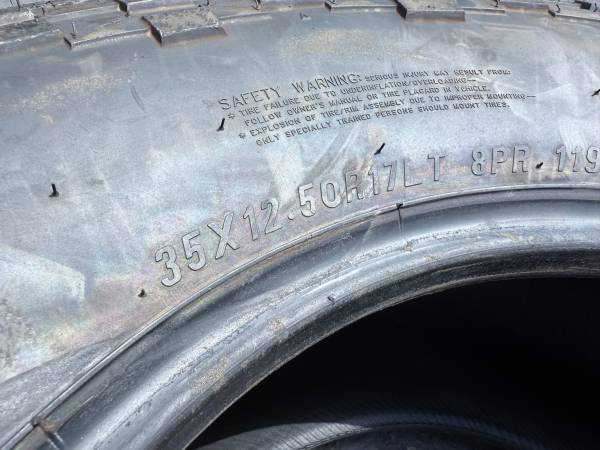 SAFETY WARNING: SERIOUS INJURY MAY RESULT FROM:
* TIRE FAILURE DUE TO UNDERINFLATION/OVERLOADING—
FOLLOW OWNER'S MANUAL OR TIRE PLACARD IN VEHICLE.
* EXPLOSION OF TIRE/RIM ASSEMBLY DUE TO IMPROPER MOUNTING—
ONLY SPECIALLY TRAINED PERSONS SHOULD MOUNT TIRES.
35X12.50R17LT 8PR 119